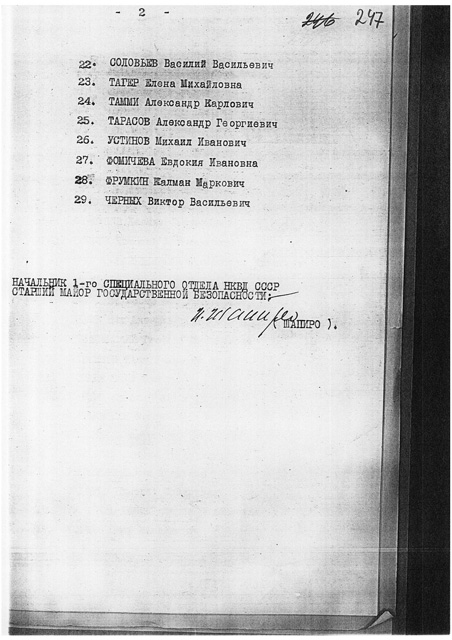 - 2 -
246 247
22. СОЛОВЬЕВ Василий Васильевич
23. ТАГЕР Елена Михайловна
24. ТАММИ Александр Карлович
25. ТАРАСОВ Александр Георгиевич
26. УСТИНОВ Михаил Иванович
27. ФОМИЧЕВА Евдокия Ивановна
28. ФРУМКИН Калман Маркович
29. ЧЕРНЫХ Виктор Васильевич
НАЧАЛЬНИК 1-го СПЕЦИАЛЬНОГО ОТДЕЛА НКВД СССР
СТАРШИЙ МАЙОР ГОСУДАРСТВЕННОЙ БЕЗОПАСНОСТИ:
И. Шапиро
( ШАПИРО ).